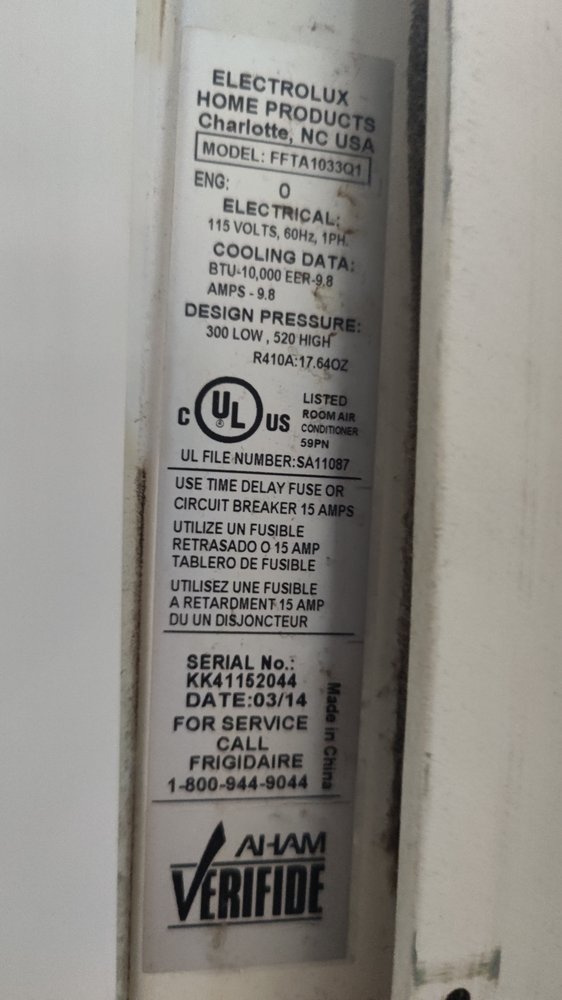 ELECTROLUX
HOME PRODUCTS
Charlotte, NC USA
MODEL: FFTA1033Q1
ENG: O
ELECTRICAL:
115 VOLTS, 60Hz, 1PH.
COOLING DATA:
BTU-10,000 EER-9.8
AMPS - 9.8
DESIGN PRESSURE:
300 LOW , 520 HIGH
R410A:17.64OZ
C UL ® US
LISTED
ROOM AIR
CONDITIONER
59PN
UL FILE NUMBER:SA11087
USE TIME DELAY FUSE OR
CIRCUIT BREAKER 15 AMPS
UTILIZE UN FUSIBLE
RETRASADO O 15 AMP
TABLERO DE FUSIBLE
UTILISEZ UNE FUSIBLE
A RETARDMENT 15 AMP
DU UN DISJONCTEUR
SERIAL No.:
KK41152044
DATE:03/14
FOR SERVICE
CALL
FRIGIDAIRE
1-800-944-9044
Made in China
AHAM
VERIFIDE